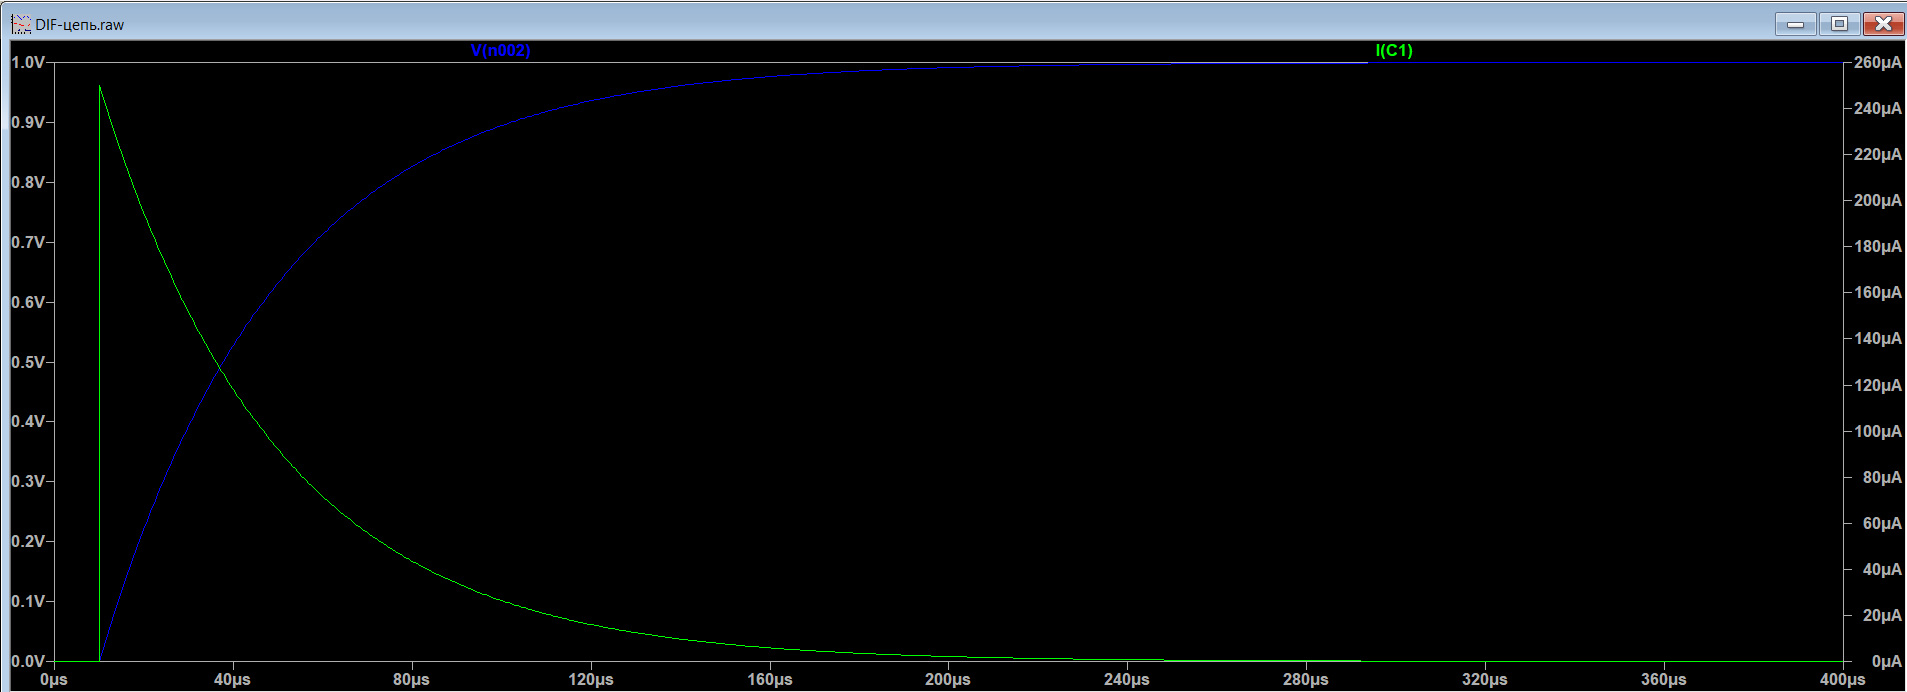 DIF-цепь.raw
V(n002) I(C1)
1.0V 260µA
0.9V 240µA
220µA
0.8V 200µA
0.7V 180µA
0.6V 160µA
0.5V 140µA
120µA
0.4V 100µA
0.3V 80µA
0.2V 60µA
40µA
0.1V 20µA
0.0V 0µA
0µs 40µs 80µs 120µs 160µs 200µs 240µs 280µs 320µs 360µs 400µs